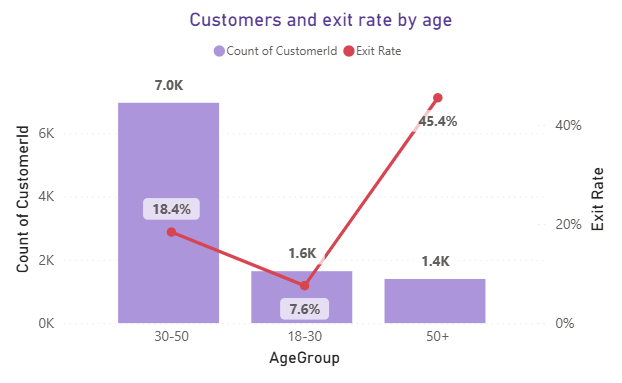 Customers and exit rate by age
Count of CustomerId Exit Rate
7.0K
45.4%
6K
40%
4K
18.4%
20%
1.6K
1.4K
2K
7.6%
0K
0%
30-50 18-30 50+
AgeGroup
Count of CustomerId
Exit Rate